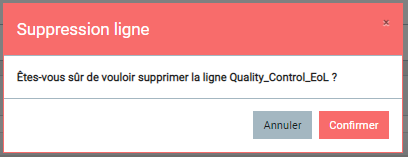 Suppression ligne
×
Êtes-vous sûr de vouloir supprimer la ligne Quality_Control_EoL ?
Annuler
Confirmer